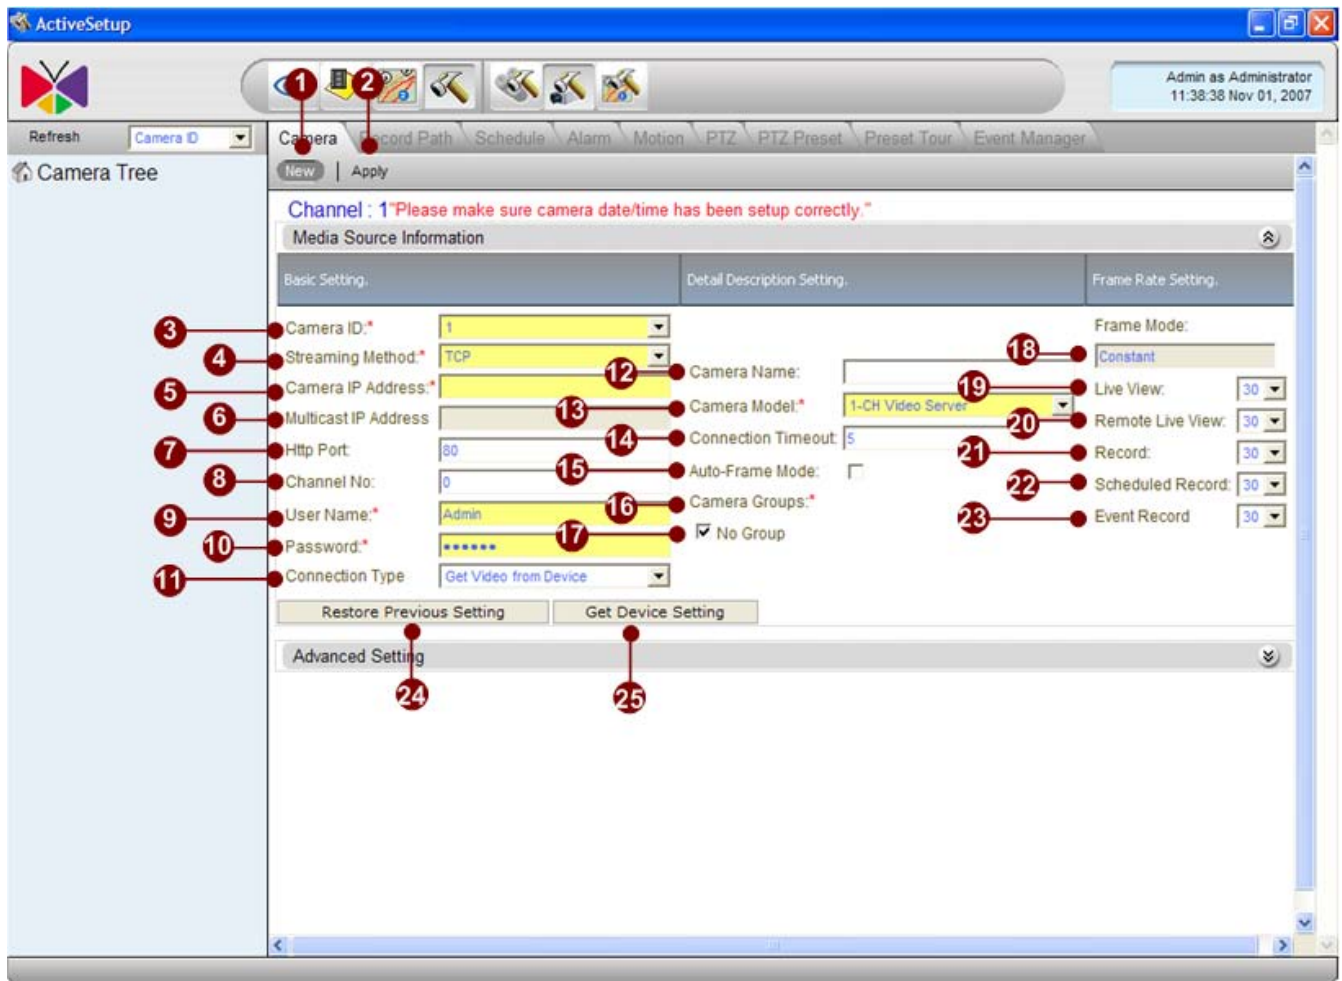 ActiveSetup
1
2
Admin as Administrator
11:38:38 Nov 01, 2007
Refresh
Camera ID
Camera Record Path Schedule Alarm Motion PTZ PTZ Preset Preset Tour Event Manager
Camera Tree
New | Apply
Channel : 1"Please make sure camera date/time has been setup correctly."
Media Source Information
Basic Setting.
Detail Description Setting.
Frame Rate Setting.
3 Camera ID:* 1
4 Streaming Method:* TCP
5 Camera IP Address:*
6 Multicast IP Address
7 Http Port: 80
8 Channel No: 0
9 User Name:* Admin
10 Password:* ••••••
11 Connection Type Get Video from Device
12 Camera Name:
13 Camera Model:* 1-CH Video Server
14 Connection Timeout: 5
15 Auto-Frame Mode:
16 Camera Groups:*
17 No Group
Frame Mode:
18 Constant
19 Live View: 30
20 Remote Live View: 30
21 Record: 30
22 Scheduled Record: 30
23 Event Record 30
Restore Previous Setting
Get Device Setting
Advanced Setting
24
25